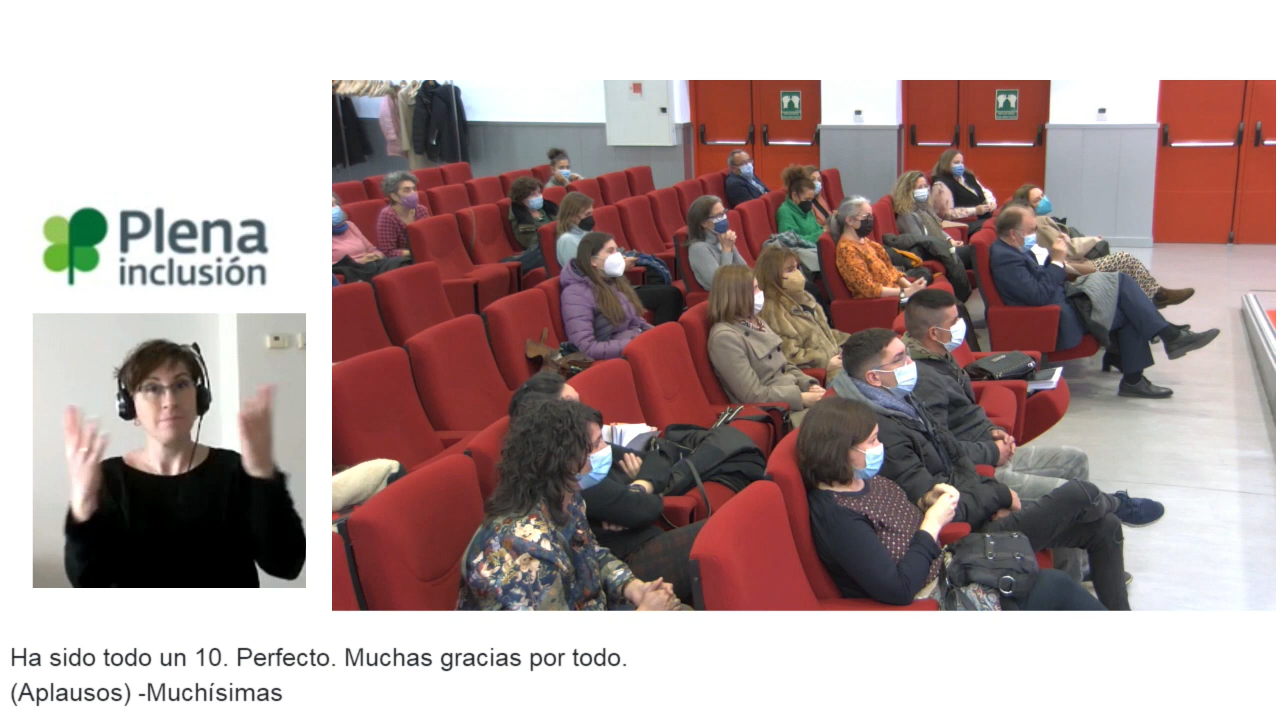 Plena
inclusión
Ha sido todo un 10. Perfecto. Muchas gracias por todo.
(Aplausos) -Muchísimas